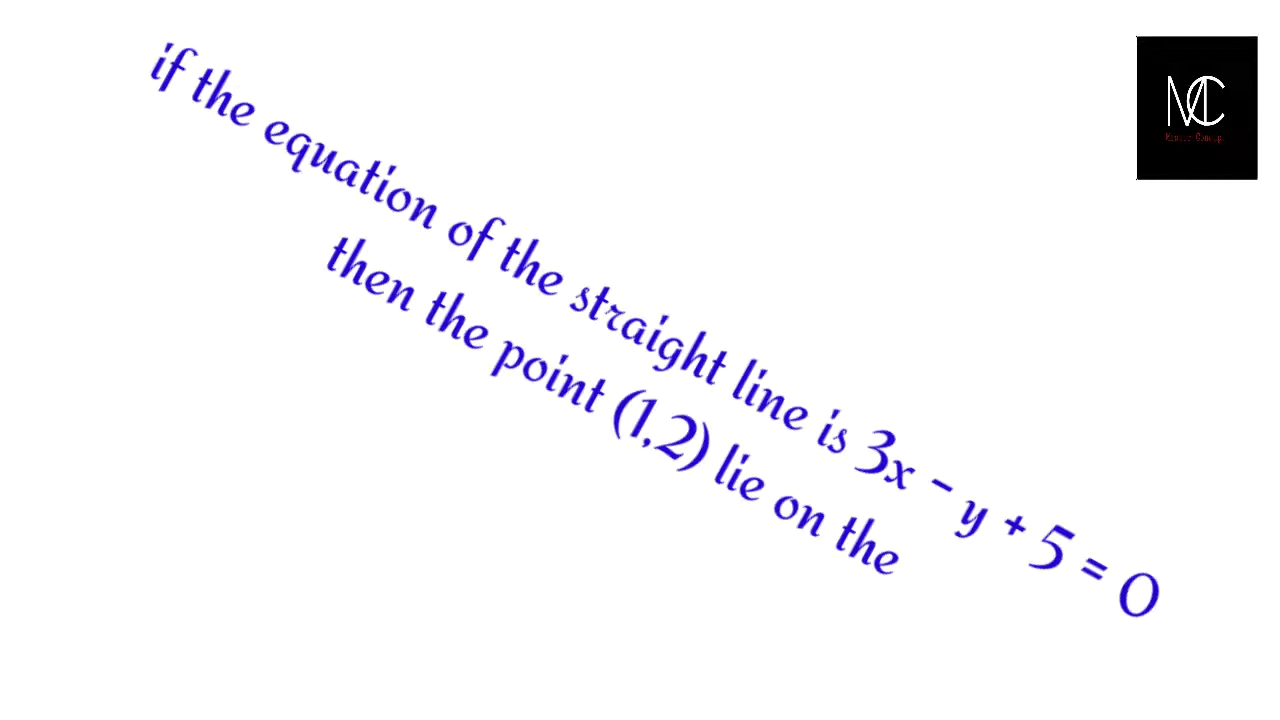 if the equation of the straight line is 3x - y + 5 = 0
then the point (1,2) lie on the
MC